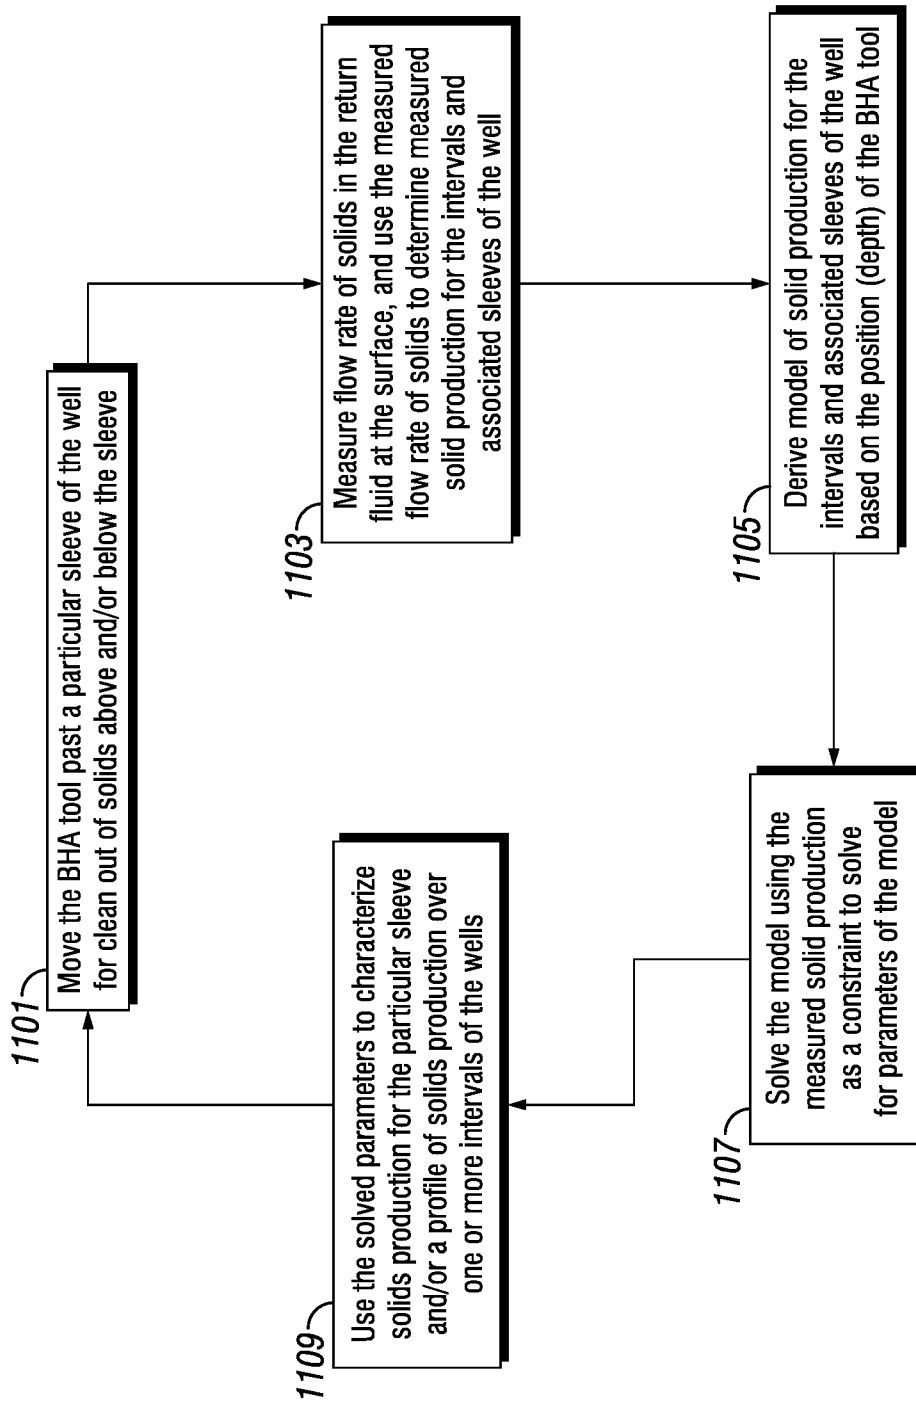 1101
Move the BHA tool past a particular sleeve of the well
for clean out of solids above and/or below the sleeve
1103
Measure flow rate of solids in the return
fluid at the surface, and use the measured
flow rate of solids to determine measured
solid production for the intervals and
associated sleeves of the well
1105
Derive model of solid production for the
intervals and associated sleeves of the well
based on the position (depth) of the BHA tool
1107
Solve the model using the
measured solid production
as a constraint to solve
for parameters of the model
1109
Use the solved parameters to characterize
solids production for the particular sleeve
and/or a profile of solids production over
one or more intervals of the wells